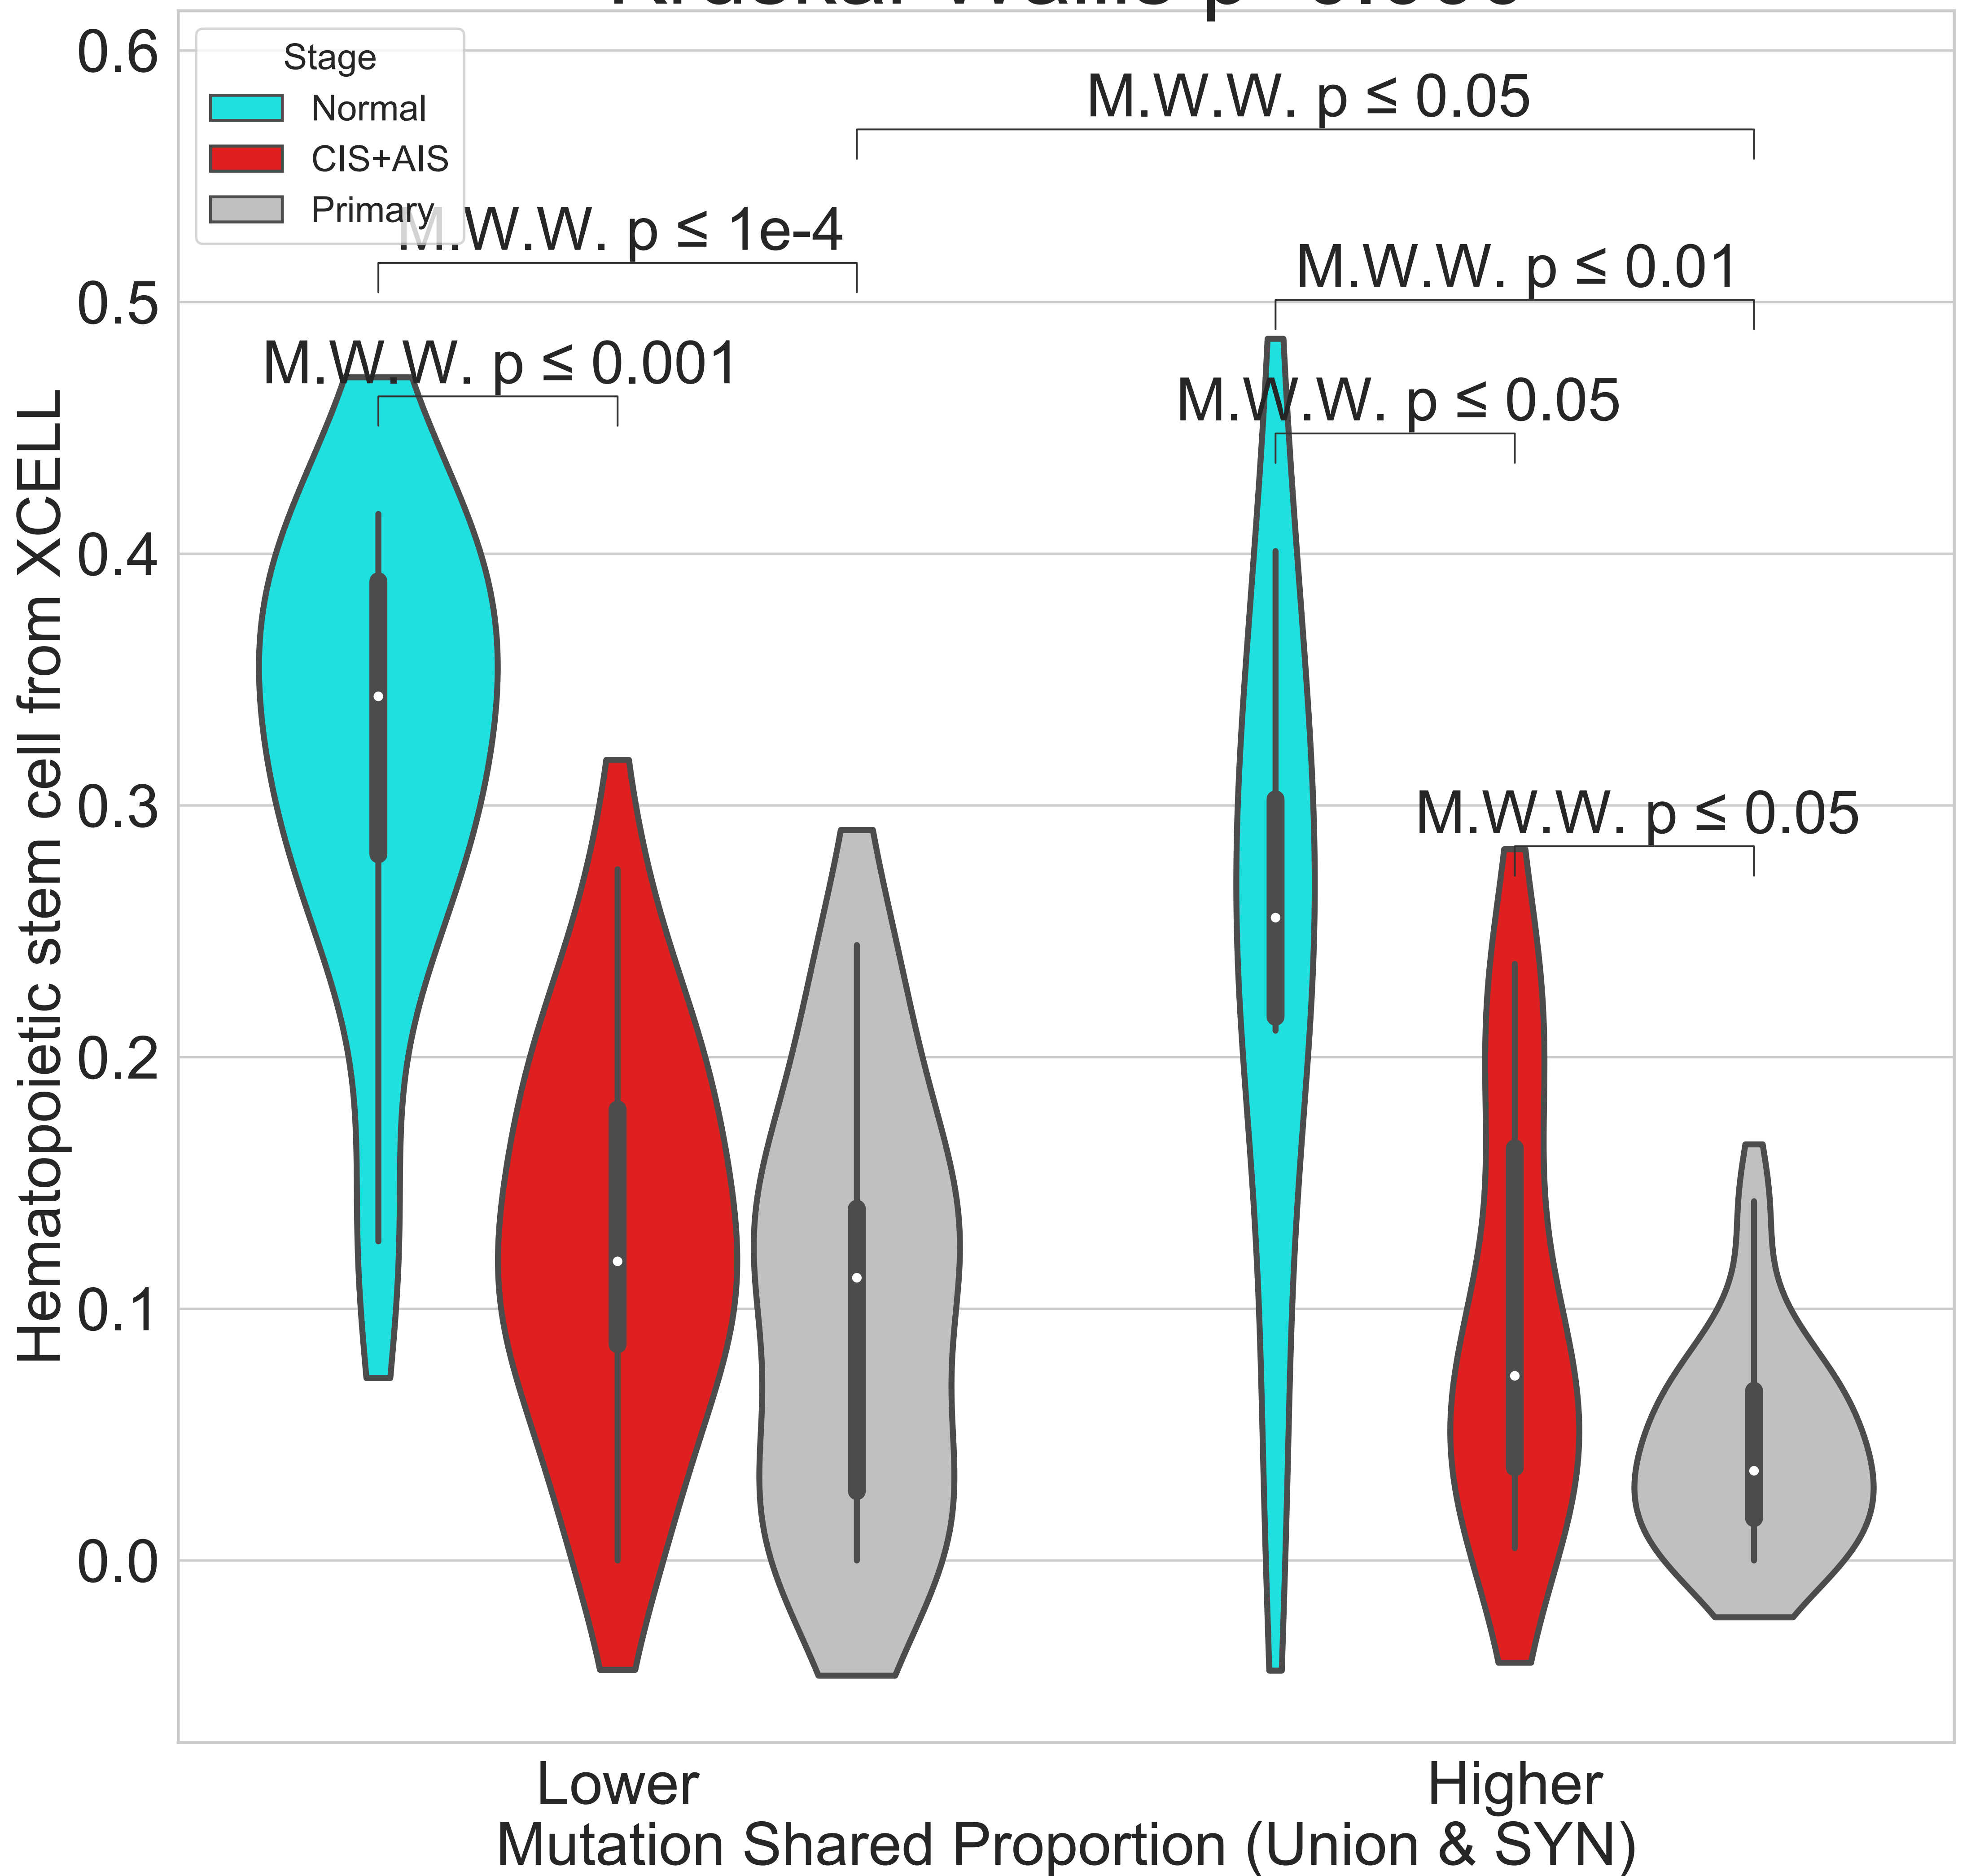 Stage
Normal
CIS+AIS
Primary
M.W.W. p ≤ 0.05
M.W.W. p ≤ 1e-4
M.W.W. p ≤ 0.01
M.W.W. p ≤ 0.001
M.W.W. p ≤ 0.05
M.W.W. p ≤ 0.05
0.6
0.5
0.4
0.3
0.2
0.1
0.0
Hematopoietic stem cell from XCELL
Lower
Higher
Mutation Shared Proportion (Union & SYN)